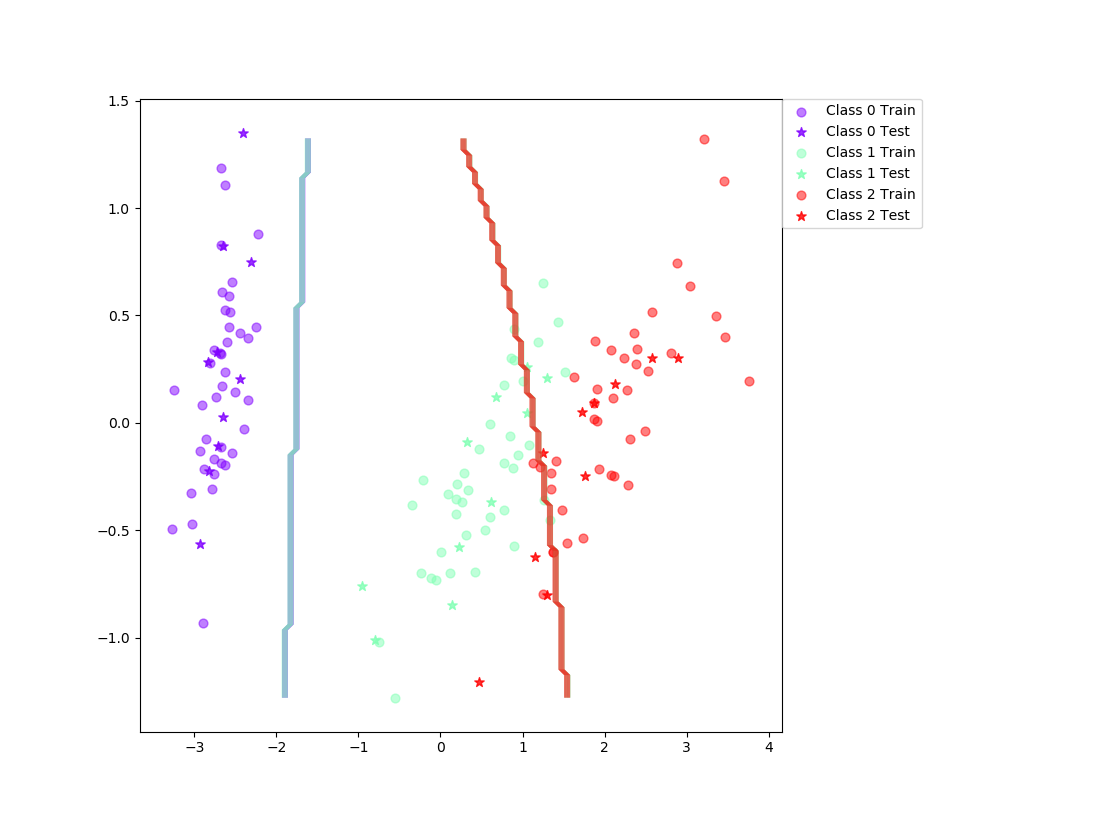 1.5
1.0
0.5
0.0
−0.5
−1.0
−3 −2 −1 0 1 2 3 4
Class 0 Train
Class 0 Test
Class 1 Train
Class 1 Test
Class 2 Train
Class 2 Test